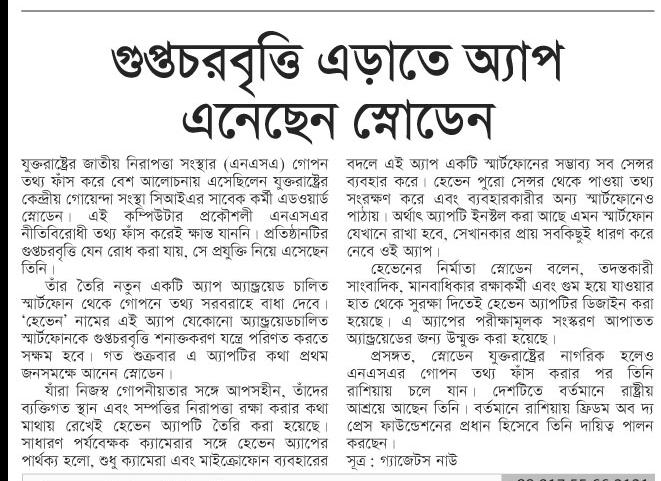 গুপ্তচরবৃত্তি এড়াতে অ্যাপ
এনেছেন স্নোডেন
যুক্তরাষ্ট্রের জাতীয় নিরাপত্তা সংস্থার (এনএসএ) গোপন
তথ্য ফাঁস করে বেশ আলোচনায় এসেছিলেন যুক্তরাষ্ট্রের
কেন্দ্রীয় গোয়েন্দা সংস্থা সিআইএর সাবেক কর্মী এডওয়ার্ড
স্নোডেন। এই কম্পিউটার প্রকৌশলী এনএসএর
নীতিবিরোধী তথ্য ফাঁস করেই ক্ষান্ত যাননি। প্রতিষ্ঠানটির
গুপ্তচরবৃত্তি যেন রোধ করা যায়, সে প্রযুক্তি নিয়ে এসেছেন
তিনি।
তাঁর তৈরি নতুন একটি অ্যাপ অ্যান্ড্রয়েড চালিত
স্মার্টফোন থেকে গোপনে তথ্য সরবরাহে বাধা দেবে।
‘হেভেন’ নামের এই অ্যাপ যেকোনো অ্যান্ড্রয়েডচালিত
স্মার্টফোনকে গুপ্তচরবৃত্তি শনাক্তকরণ যন্ত্রে পরিণত করতে
সক্ষম হবে। গত শুক্রবার এ অ্যাপটির কথা প্রথম
জনসমক্ষে আনেন স্নোডেন।
যাঁরা নিজস্ব গোপনীয়তার সঙ্গে আপসহীন, তাঁদের
ব্যক্তিগত স্থান এবং সম্পত্তির নিরাপত্তা রক্ষা করার কথা
মাথায় রেখেই হেভেন অ্যাপটি তৈরি করা হয়েছে।
সাধারণ পর্যবেক্ষক ক্যামেরার সঙ্গে হেভেন অ্যাপের
পার্থক্য হলো, শুধু ক্যামেরা এবং মাইক্রোফোন ব্যবহারের
বদলে এই অ্যাপ একটি স্মার্টফোনের সম্ভাব্য সব সেন্সর
ব্যবহার করে। হেভেন পুরো সেন্সর থেকে পাওয়া তথ্য
সংরক্ষণ করে এবং ব্যবহারকারীর অন্য স্মার্টফোনেও
পাঠায়। অর্থাৎ অ্যাপটি ইনস্টল করা আছে এমন স্মার্টফোন
যেখানে রাখা হবে, সেখানকার প্রায় সবকিছুই ধারণ করে
নেবে ওই অ্যাপ।
হেভেনের নির্মাতা স্নোডেন বলেন, তদন্তকারী
সাংবাদিক, মানবাধিকার রক্ষাকর্মী এবং গুম হয়ে যাওয়ার
হাত থেকে সুরক্ষা দিতেই হেভেন অ্যাপটির ডিজাইন করা
হয়েছে। এ অ্যাপের পরীক্ষামূলক সংস্করণ আপাতত
অ্যান্ড্রয়েডের জন্য উন্মুক্ত করা হয়েছে।
প্রসঙ্গত, স্নোডেন যুক্তরাষ্ট্রের নাগরিক হলেও
এনএসএর গোপন তথ্য ফাঁস করার পর তিনি
রাশিয়ায় চলে যান। দেশটিতে বর্তমানে রাষ্ট্রীয়
আশ্রয়ে আছেন তিনি। বর্তমানে রাশিয়ায় ফ্রিডম অব দ্য
প্রেস ফাউন্ডেশনের প্রধান হিসেবে তিনি দায়িত্ব পালন
করছেন।
সূত্র : গ্যাজেটস নাউ